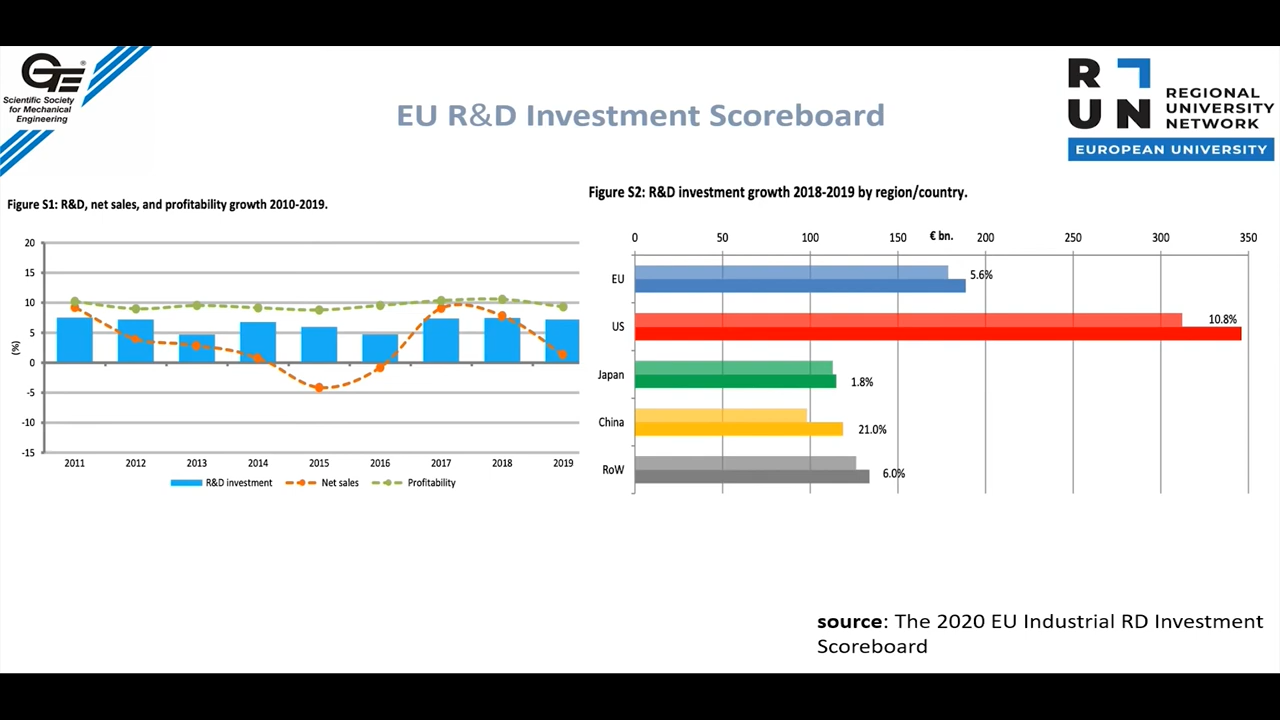 GTE
®
Scientific Society
for Mechanical
Engineering
EU R&D Investment Scoreboard
R
UN
REGIONAL
UNIVERSITY
NETWORK
EUROPEAN UNIVERSITY
Figure S1: R&D, net sales, and profitability growth 2010-2019.
20
15
10
5
0
-5
-10
-15
(%)
2011 2012 2013 2014 2015 2016 2017 2018 2019
R&D investment Net sales Profitability
Figure S2: R&D investment growth 2018-2019 by region/country.
0 50 100 150 € bn. 200 250 300 350
EU 5.6%
US 10.8%
Japan 1.8%
China 21.0%
RoW 6.0%
source: The 2020 EU Industrial RD Investment
Scoreboard